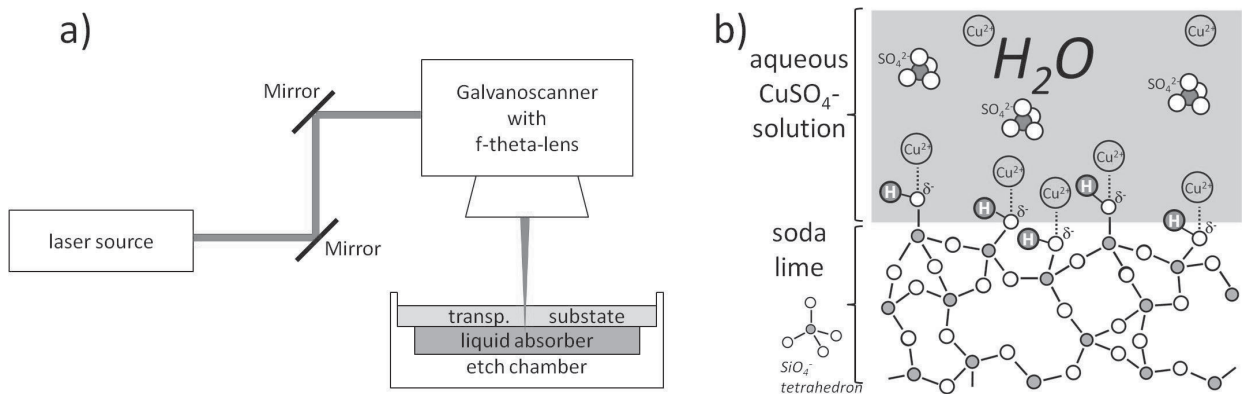 a)
Mirror
Galvanoscanner
with
f-theta-lens
laser source
Mirror
transp. substate
liquid absorber
etch chamber
b)
aqueous
CuSO₄-
solution
H₂O
Cu²⁺
Cu²⁺
SO₄²⁻
SO₄²⁻
SO₄²⁻
Cu²⁺
Cu²⁺
Cu²⁺
Cu²⁺
Cu²⁺
H
δ⁻
H
δ⁻
H
δ⁻
H
δ⁻
H
δ⁻
soda
lime
SiO₄⁻
tetrahedron